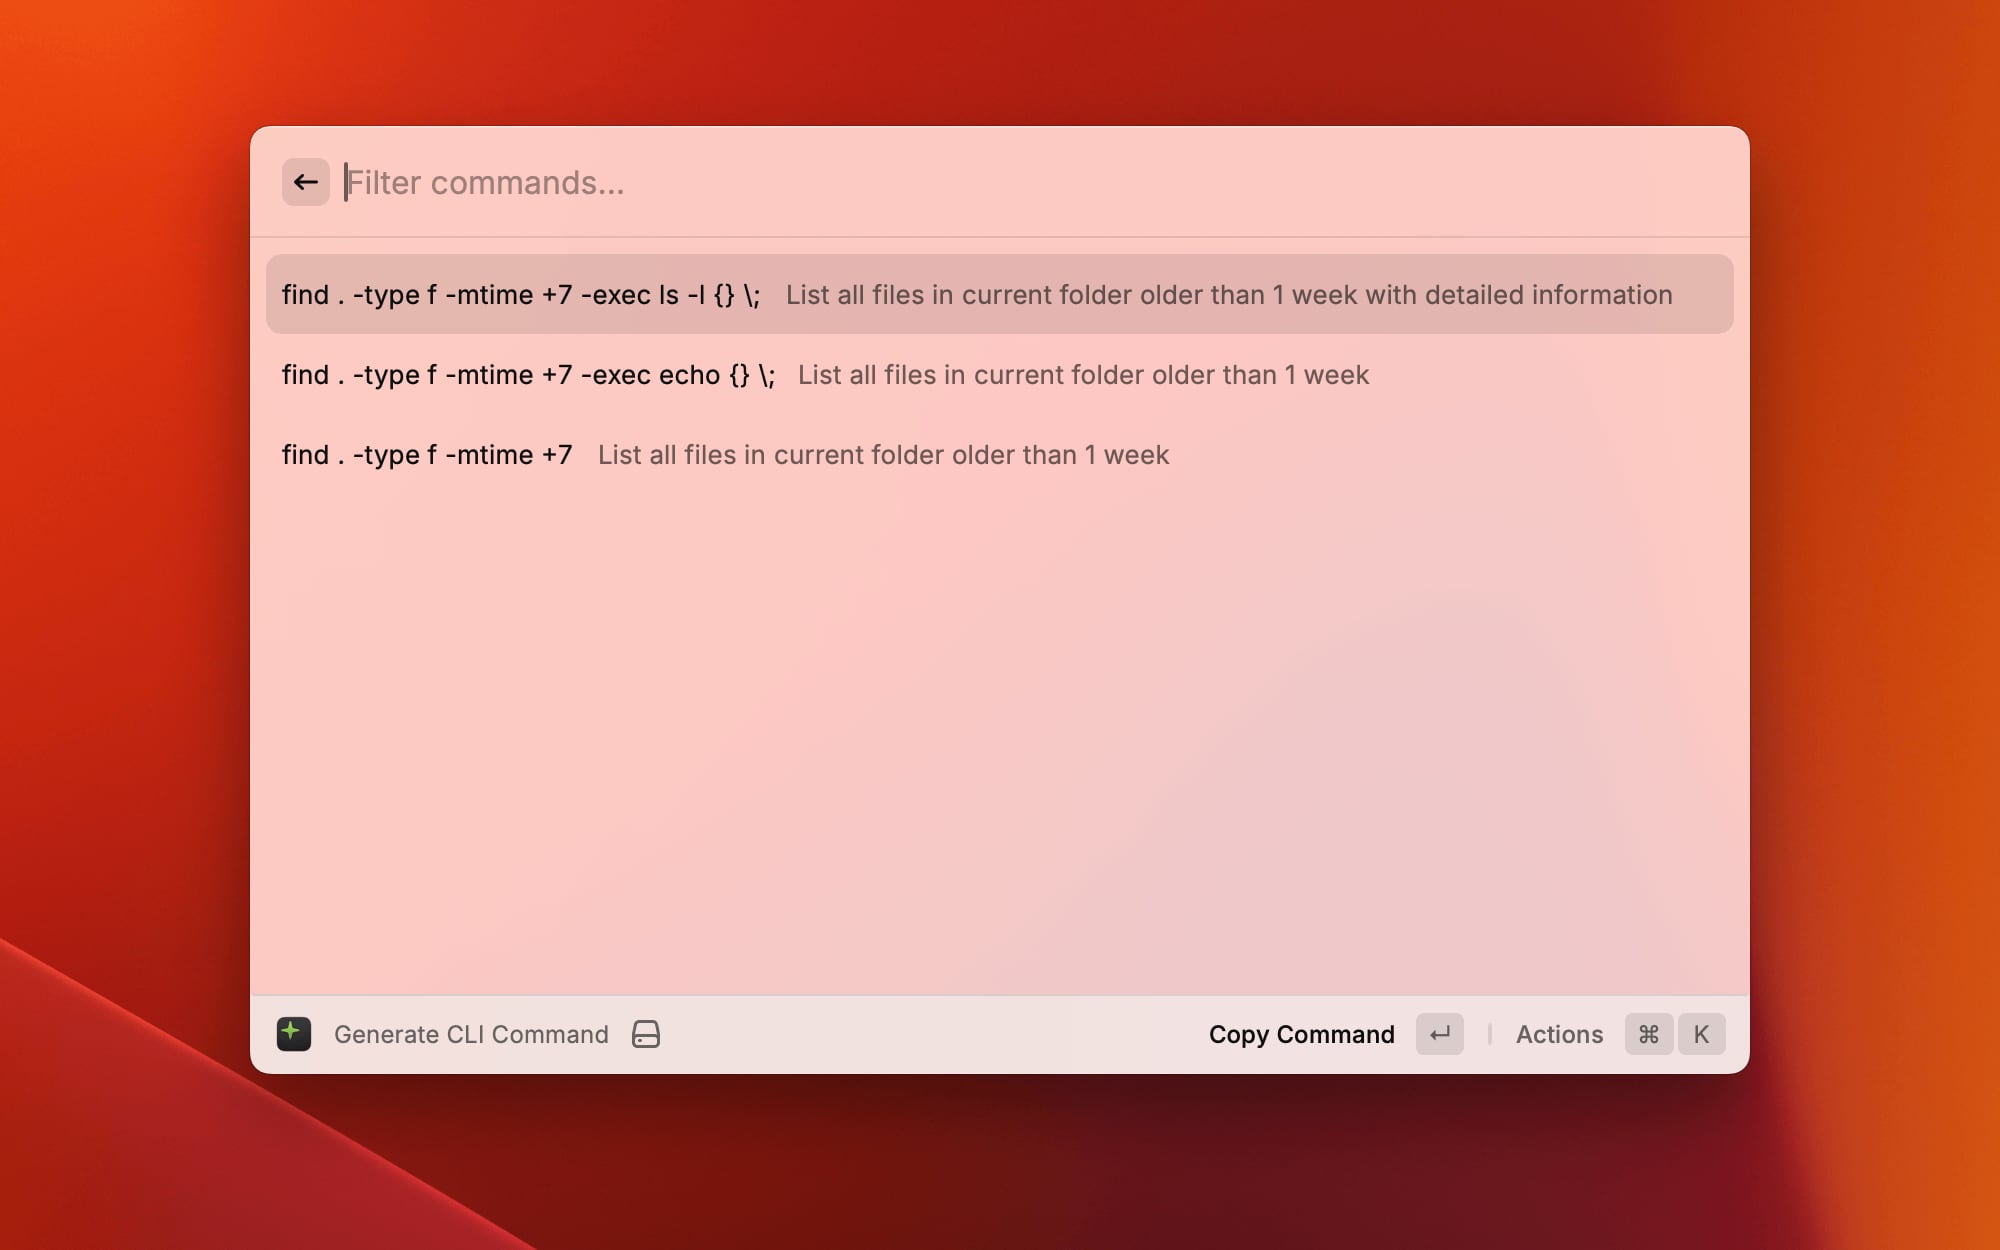 Filter commands...
find . -type f -mtime +7 -exec ls -l {} \; List all files in current folder older than 1 week with detailed information
find . -type f -mtime +7 -exec echo {} \; List all files in current folder older than 1 week
find . -type f -mtime +7 List all files in current folder older than 1 week
Generate CLI Command Copy Command ↵ Actions ⌘ K